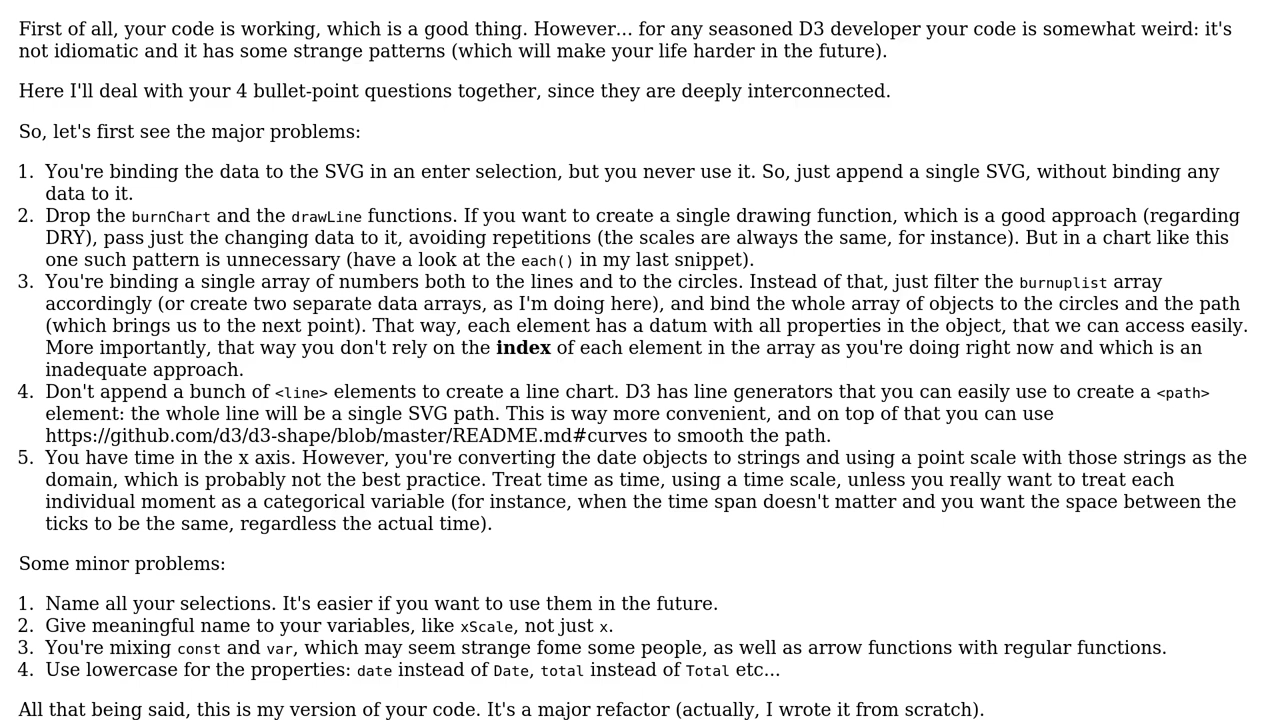 First of all, your code is working, which is a good thing. However... for any seasoned D3 developer your code is somewhat weird: it's
not idiomatic and it has some strange patterns (which will make your life harder in the future).
Here I'll deal with your 4 bullet-point questions together, since they are deeply interconnected.
So, let's first see the major problems:
1. You're binding the data to the SVG in an enter selection, but you never use it. So, just append a single SVG, without binding any
data to it.
2. Drop the burnChart and the drawLine functions. If you want to create a single drawing function, which is a good approach (regarding
DRY), pass just the changing data to it, avoiding repetitions (the scales are always the same, for instance). But in a chart like this
one such pattern is unnecessary (have a look at the each() in my last snippet).
3. You're binding a single array of numbers both to the lines and to the circles. Instead of that, just filter the burnuplist array
accordingly (or create two separate data arrays, as I'm doing here), and bind the whole array of objects to the circles and the path
(which brings us to the next point). That way, each element has a datum with all properties in the object, that we can access easily.
More importantly, that way you don't rely on the index of each element in the array as you're doing right now and which is an
inadequate approach.
4. Don't append a bunch of <line> elements to create a line chart. D3 has line generators that you can easily use to create a <path>
element: the whole line will be a single SVG path. This is way more convenient, and on top of that you can use
https://github.com/d3/d3-shape/blob/master/README.md#curves to smooth the path.
5. You have time in the x axis. However, you're converting the date objects to strings and using a point scale with those strings as the
domain, which is probably not the best practice. Treat time as time, using a time scale, unless you really want to treat each
individual moment as a categorical variable (for instance, when the time span doesn't matter and you want the space between the
ticks to be the same, regardless the actual time).
Some minor problems:
1. Name all your selections. It's easier if you want to use them in the future.
2. Give meaningful name to your variables, like xScale, not just x.
3. You're mixing const and var, which may seem strange fome some people, as well as arrow functions with regular functions.
4. Use lowercase for the properties: date instead of Date, total instead of Total etc...
All that being said, this is my version of your code. It's a major refactor (actually, I wrote it from scratch).